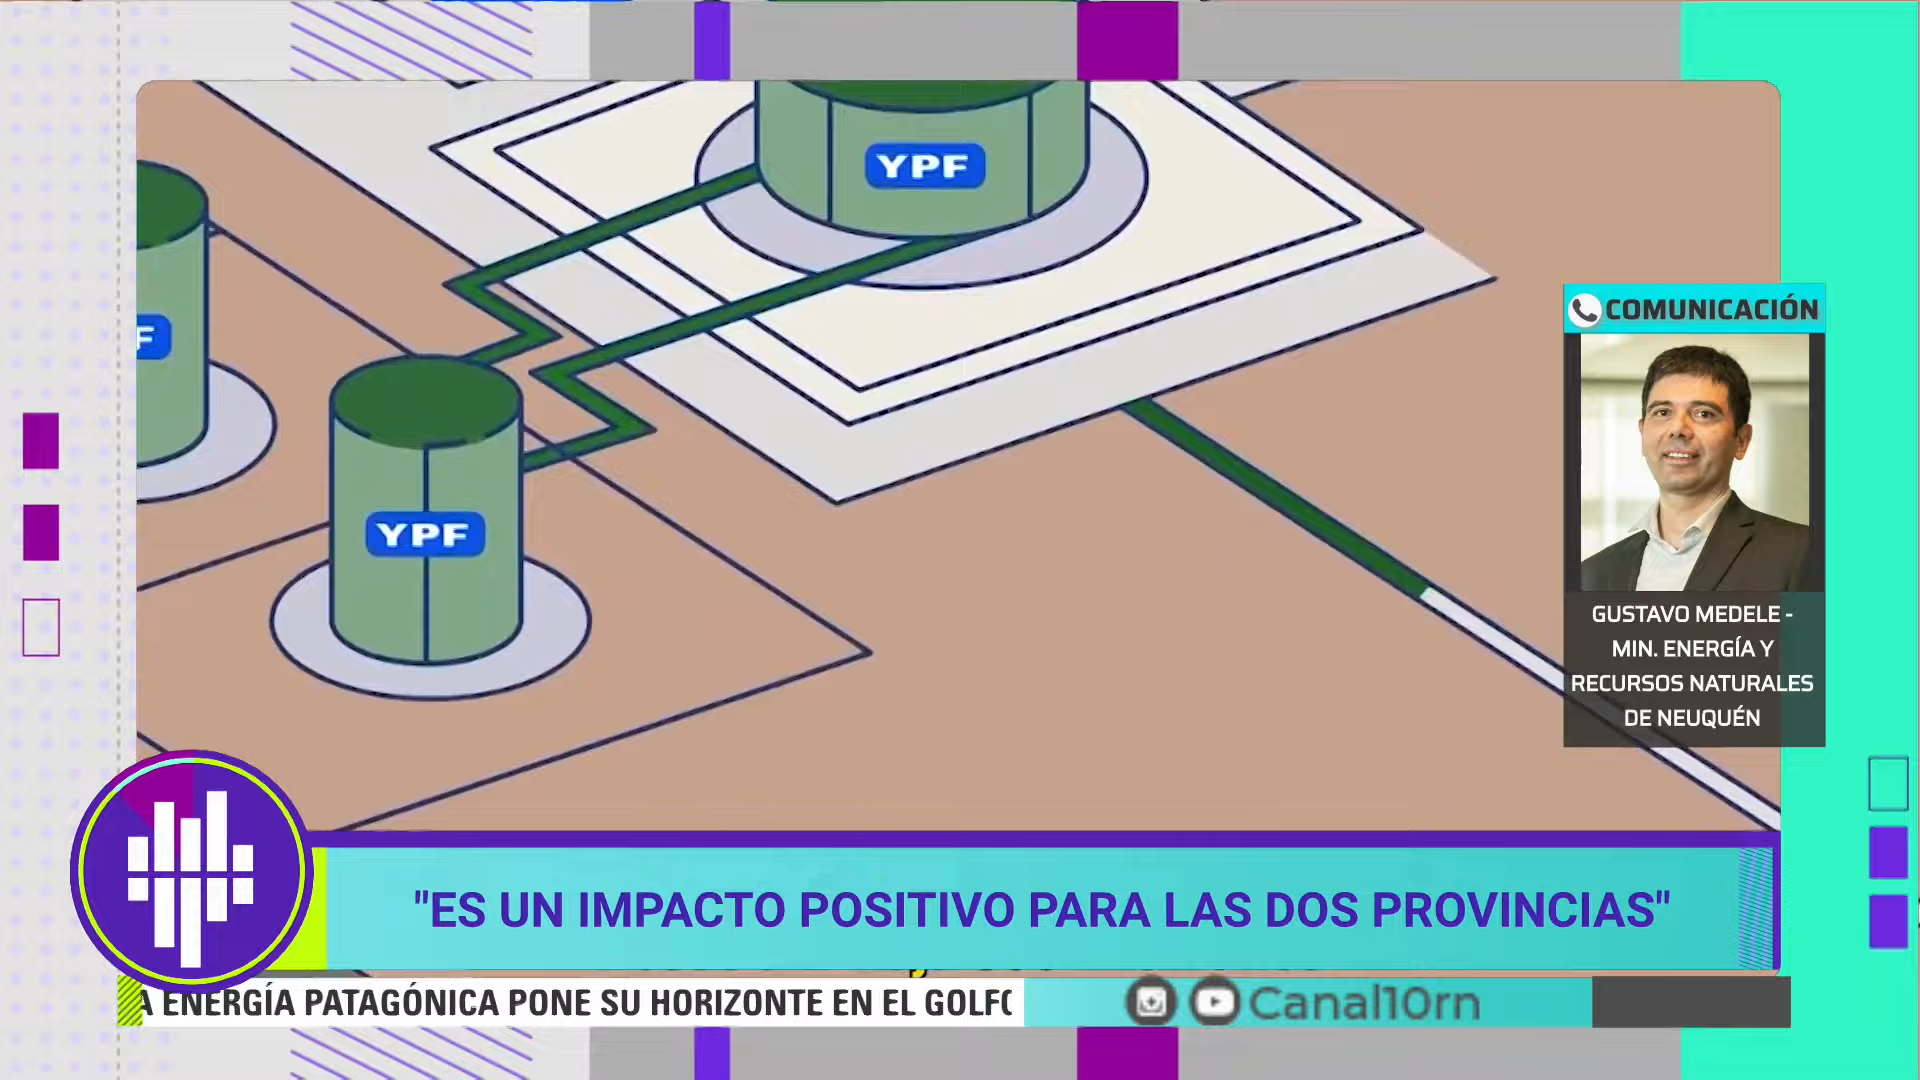 YPF
F
YPF
COMUNICACIÓN
GUSTAVO MEDELE -
MIN. ENERGÍA Y
RECURSOS NATURALES
DE NEUQUÉN
"ES UN IMPACTO POSITIVO PARA LAS DOS PROVINCIAS"
A ENERGÍA PATAGÓNICA PONE SU HORIZONTE EN EL GOLFO
Canal10rn